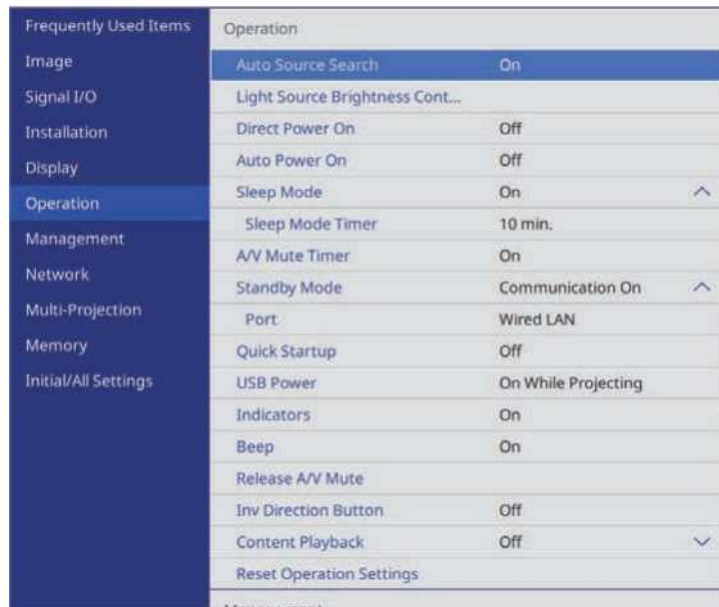 Frequently Used Items
Image
Signal I/O
Installation
Display
Operation
Management
Network
Multi-Projection
Memory
Initial/All Settings
Operation
Auto Source Search On
Light Source Brightness Cont...
Direct Power On Off
Auto Power On Off
Sleep Mode On
Sleep Mode Timer 10 min.
A/V Mute Timer On
Standby Mode Communication On
Port Wired LAN
Quick Startup Off
USB Power On While Projecting
Indicators On
Beep On
Release A/V Mute
Inv Direction Button Off
Content Playback Off
Reset Operation Settings